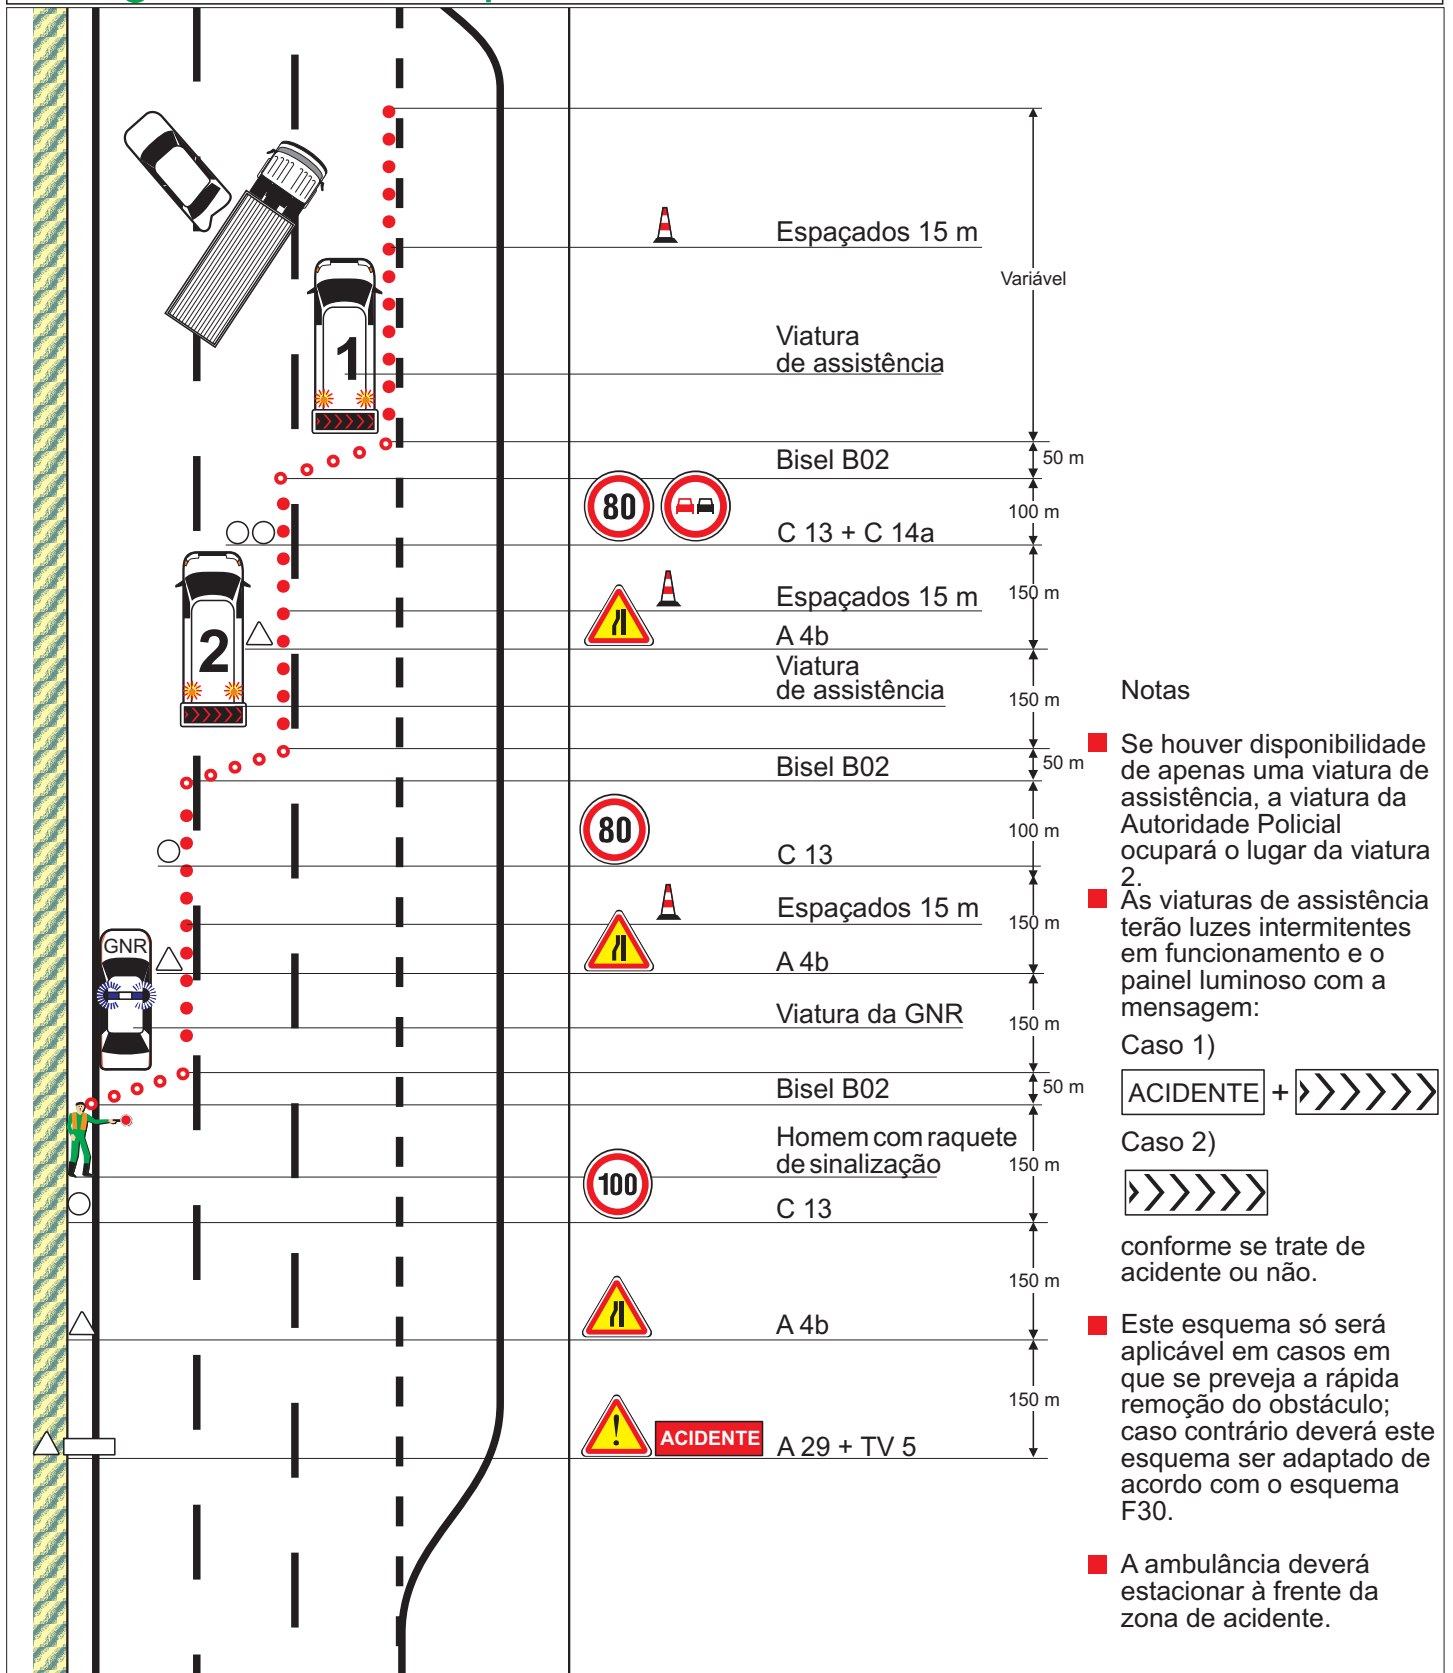 Espaçados 15 m
Variável
Viatura
de assistência
1
Bisel B02
50 m
80
100 m
C 13 + C 14a
Espaçados 15 m
150 m
A 4b
2
Viatura
de assistência
150 m
Bisel B02
50 m
80
100 m
C 13
Espaçados 15 m
150 m
GNR
A 4b
Viatura da GNR
150 m
Bisel B02
50 m
Homem com raquete
de sinalização
150 m
100
C 13
150 m
A 4b
150 m
!
ACIDENTE
A 29 + TV 5
Notas
Se houver disponibilidade
de apenas uma viatura de
assistência, a viatura da
Autoridade Policial
ocupará o lugar da viatura
2.
As viaturas de assistência
terão luzes intermitentes
em funcionamento e o
painel luminoso com a
mensagem:
Caso 1)
ACIDENTE +
Caso 2)
conforme se trate de
acidente ou não.
Este esquema só será
aplicável em casos em
que se preveja a rápida
remoção do obstáculo;
caso contrário deverá este
esquema ser adaptado de
acordo com o esquema
F30.
A ambulância deverá
estacionar à frente da
zona de acidente.